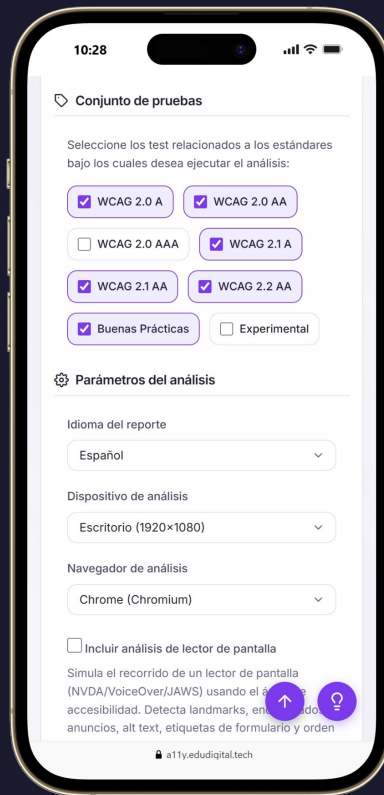 10:28
Conjunto de pruebas
Seleccione los test relacionados a los estándares
bajo los cuales desea ejecutar el análisis:
WCAG 2.0 A
WCAG 2.0 AA
WCAG 2.0 AAA
WCAG 2.1 A
WCAG 2.1 AA
WCAG 2.2 AA
Buenas Prácticas
Experimental
Parámetros del análisis
Idioma del reporte
Español
Dispositivo de análisis
Escritorio (1920×1080)
Navegador de análisis
Chrome (Chromium)
Incluir análisis de lector de pantalla
Simula el recorrido de un lector de pantalla
(NVDA/VoiceOver/JAWS) usando el
accesibilidad. Detecta landmarks,
anuncios, alt text, etiquetas de formulario y orden
a11y.edudigital.tech